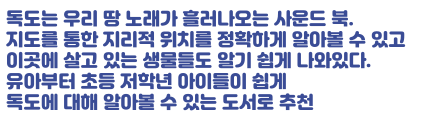 독도는 우리 땅 노래가 흘러나오는 사운드 북.
지도를 통한 지리적 위치를 정확하게 알아볼 수 있고
이곳에 살고 있는 생물들도 알기 쉽게 나와있다.
유아부터 초등 저학년 아이들이 쉽게
독도에 대해 알아볼 수 있는 도서로 추천